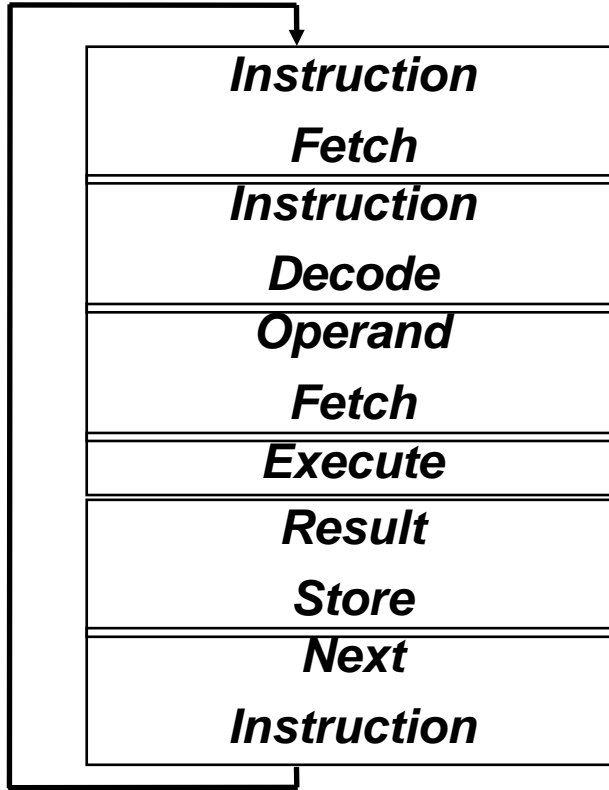 Instruction
Fetch
Instruction
Decode
Operand
Fetch
Execute
Result
Store
Next
Instruction